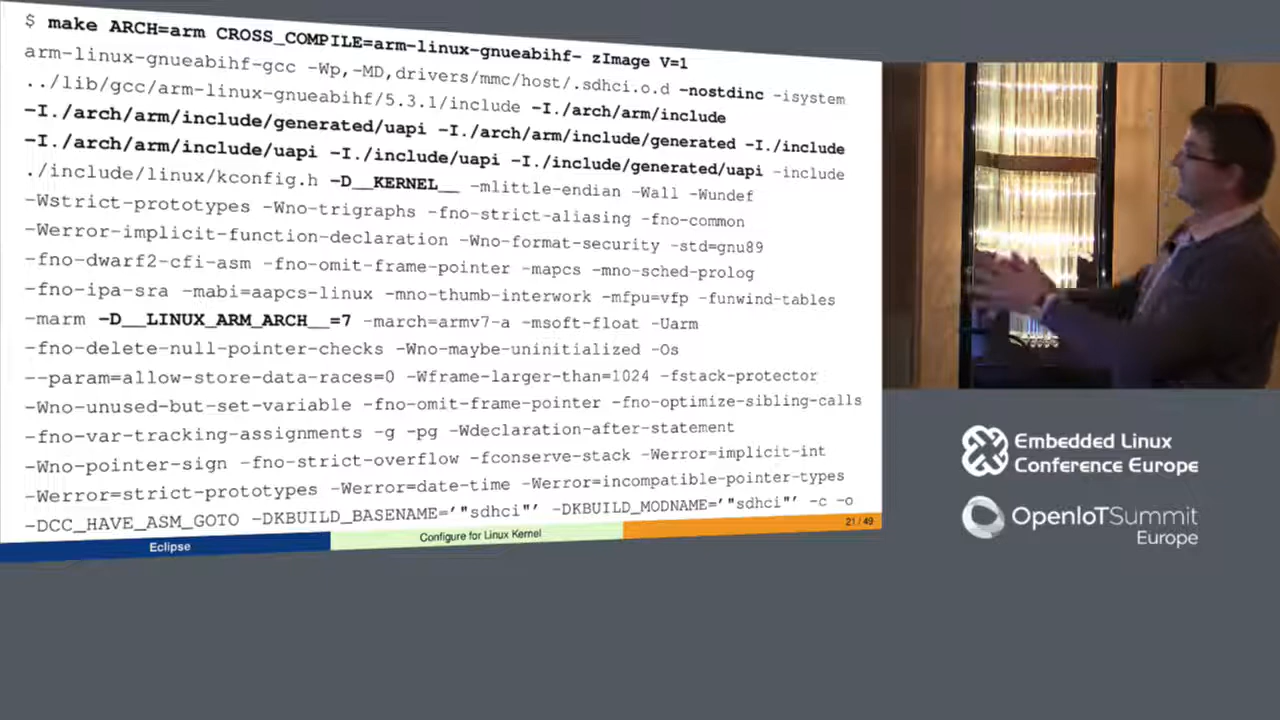 $ make ARCH=arm CROSS_COMPILE=arm-linux-gnueabihf- zImage V=1
arm-linux-gnueabihf-gcc -Wp,-MD,drivers/mmc/host/.sdhci.o.d -nostdinc -isystem
../lib/gcc/arm-linux-gnueabihf/5.3.1/include -I./arch/arm/include
-I./arch/arm/include/generated/uapi -I./arch/arm/include/generated -I./include
-I./arch/arm/include/uapi -I./include/uapi -I./include/generated/uapi -include
./include/linux/kconfig.h -D__KERNEL__ -mlittle-endian -Wall -Wundef
-Wstrict-prototypes -Wno-trigraphs -fno-strict-aliasing -fno-common
-Werror-implicit-function-declaration -Wno-format-security -std=gnu89
-fno-dwarf2-cfi-asm -fno-omit-frame-pointer -mapcs -mno-sched-prolog
-fno-ipa-sra -mabi=aapcs-linux -mno-thumb-interwork -mfpu=vfp -funwind-tables
-marm -D__LINUX_ARM_ARCH__=7 -march=armv7-a -msoft-float -Uarm
-fno-delete-null-pointer-checks -Wno-maybe-uninitialized -Os
--param=allow-store-data-races=0 -Wframe-larger-than=1024 -fstack-protector
-Wno-unused-but-set-variable -fno-omit-frame-pointer -fno-optimize-sibling-calls
-fno-var-tracking-assignments -g -pg -Wdeclaration-after-statement
-Wno-pointer-sign -fno-strict-overflow -fconserve-stack -Werror=implicit-int
-Werror=strict-prototypes -Werror=date-time -Werror=incompatible-pointer-types
-DCC_HAVE_ASM_GOTO -DKBUILD_BASENAME='"sdhci"' -DKBUILD_MODNAME='"sdhci"' -c -o
21 / 49
Eclipse
Configure for Linux Kernel
Embedded Linux
Conference Europe
OpenIoTSummit
Europe